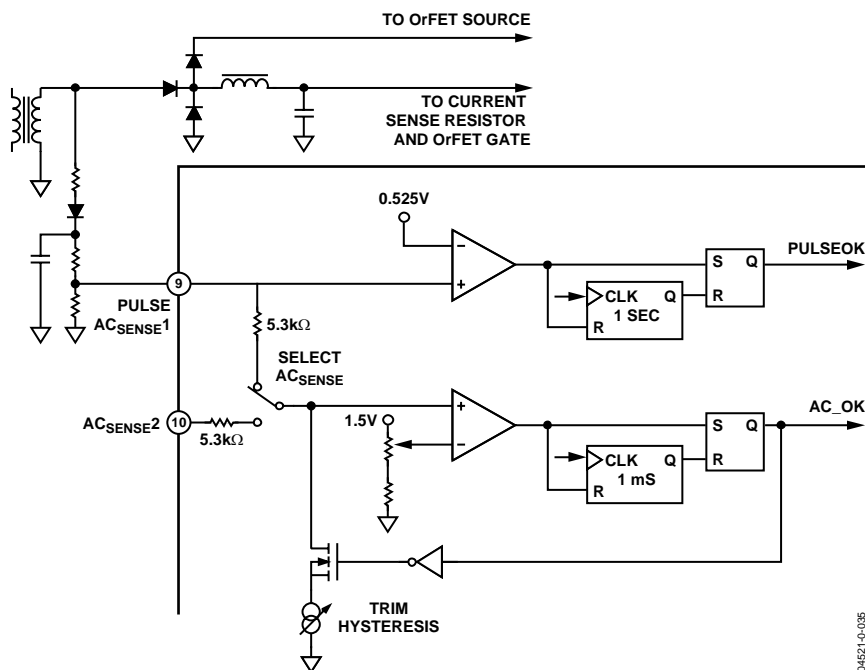 TO OrFET SOURCE
TO CURRENT
SENSE RESISTOR
AND OrFET GATE
0.525V
9
PULSE
ACSENSE1
5.3kΩ
SELECT
ACSENSE
10
ACSENSE2
5.3kΩ
1.5V
CLK Q
1 SEC
R
S Q
R
PULSEOK
CLK Q
1 mS
R
S Q
R
AC_OK
TRIM
HYSTERESIS
04521-0-035
− 
+
+
−